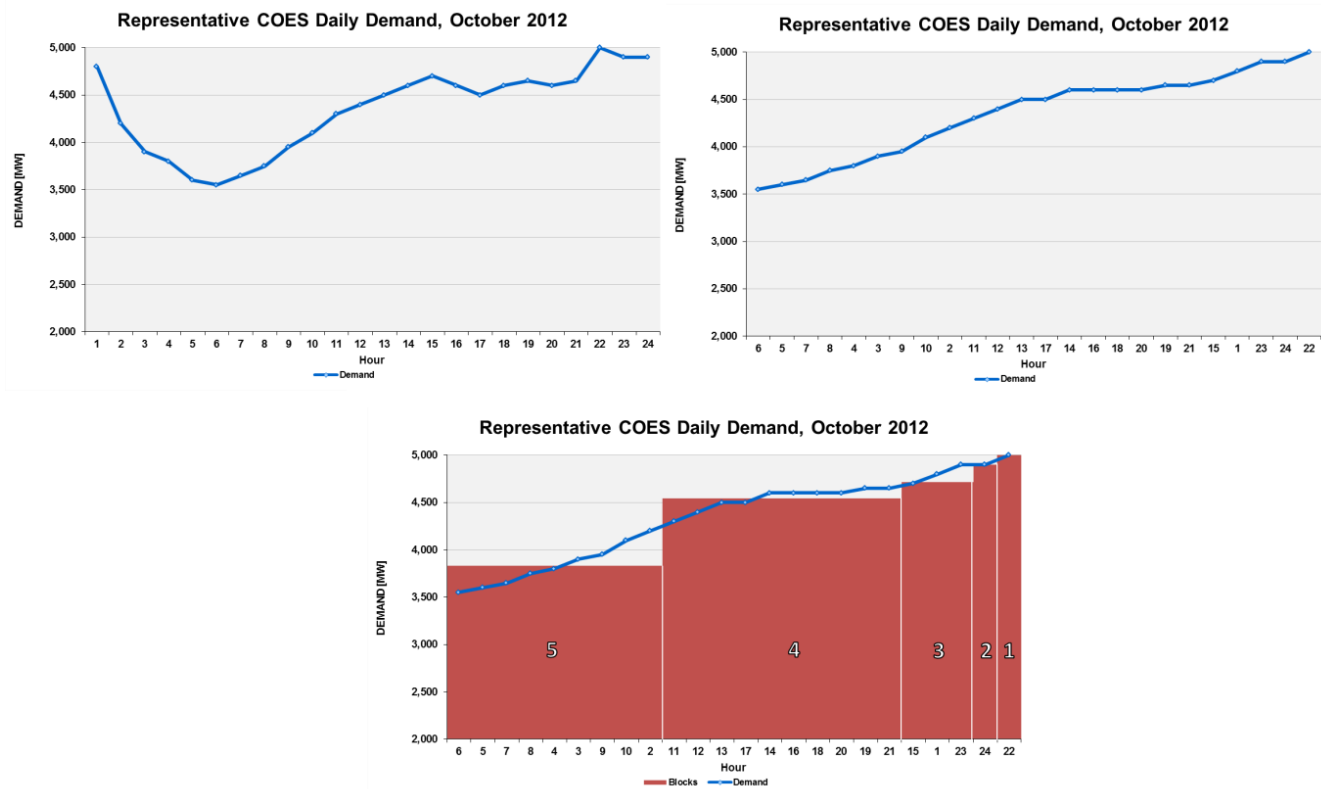 Representative COES Daily Demand, October 2012
DEMAND [MW]
5,000
4,500
4,000
3,500
3,000
2,500
2,000
1 2 3 4 5 6 7 8 9 10 11 12 13 14 15 16 17 18 19 20 21 22 23 24
Hour
Demand
Representative COES Daily Demand, October 2012
DEMAND [MW]
5,000
4,500
4,000
3,500
3,000
2,500
2,000
6 5 7 8 4 3 9 10 2 11 12 13 17 14 16 18 20 19 21 15 1 23 24 22
Hour
Demand
Representative COES Daily Demand, October 2012
DEMAND [MW]
5,000
4,500
4,000
3,500
3,000
2,500
2,000
5 4 3 2 1
6 5 7 8 4 3 9 10 2 11 12 13 17 14 16 18 20 19 21 15 1 23 24 22
Hour
Blocks Demand